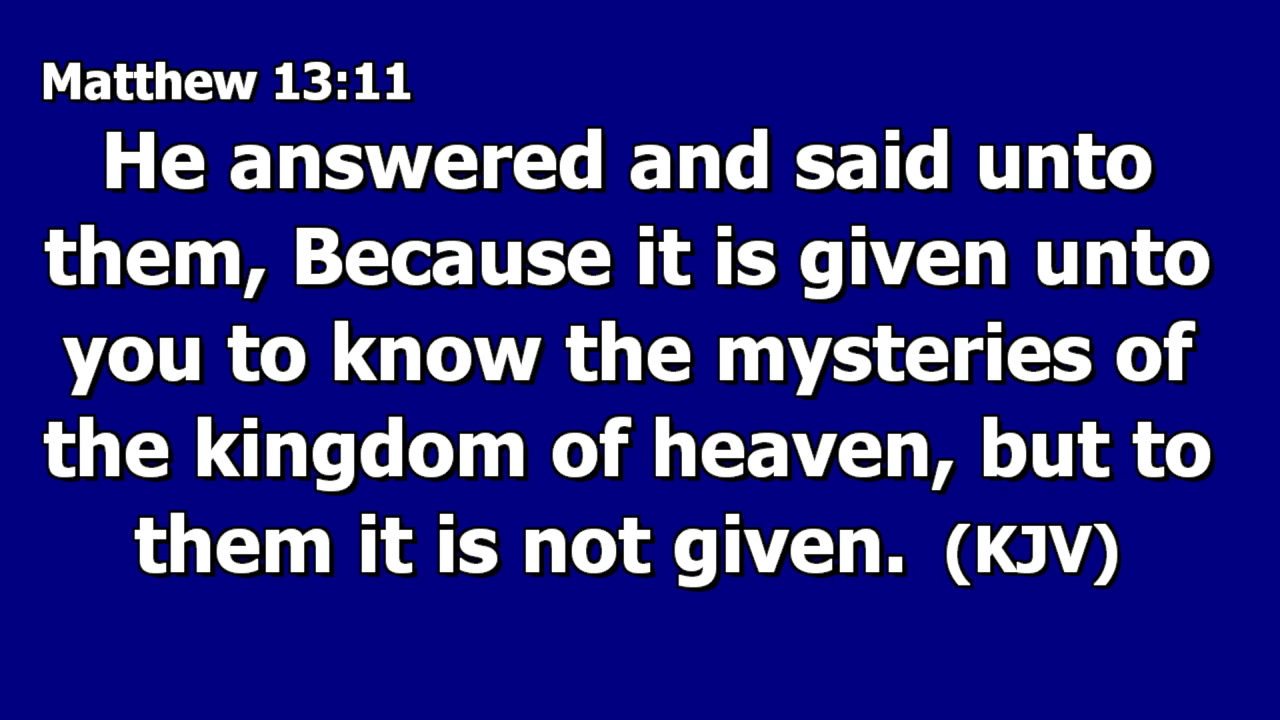 Matthew 13:11
He answered and said unto
them, Because it is given unto
you to know the mysteries of
the kingdom of heaven, but to
them it is not given. (KJV)